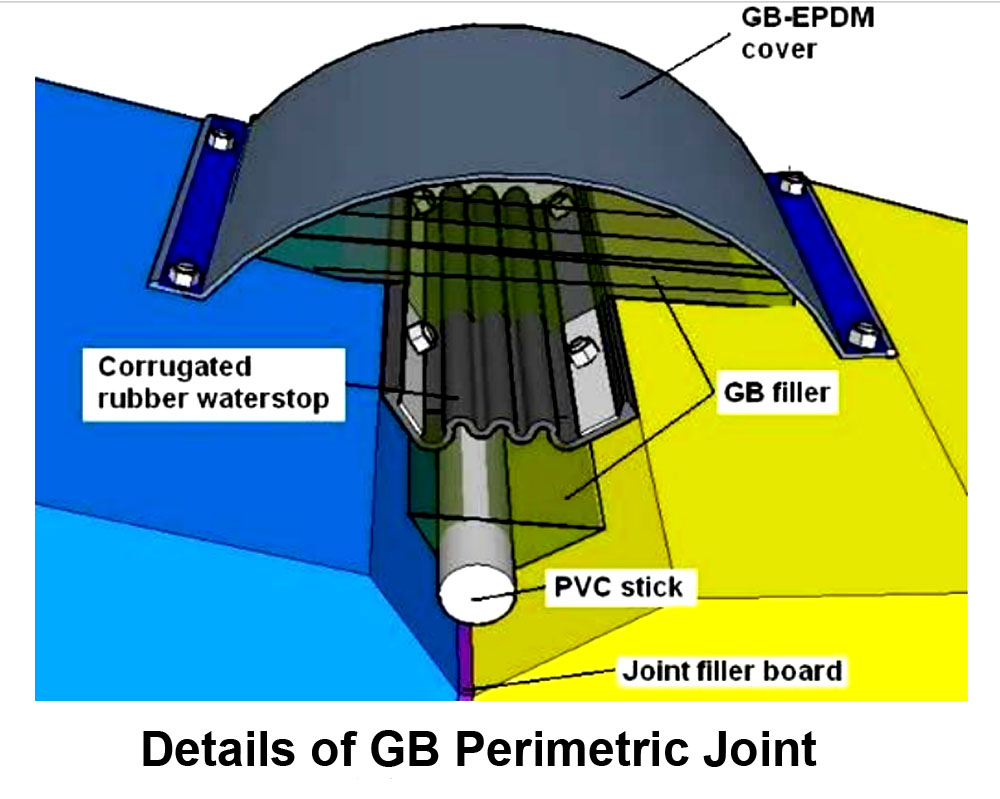 GB-EPDM
cover
Corrugated
rubber waterstop
GB filler
PVC stick
Joint filler board
Details of GB Perimetric Joint